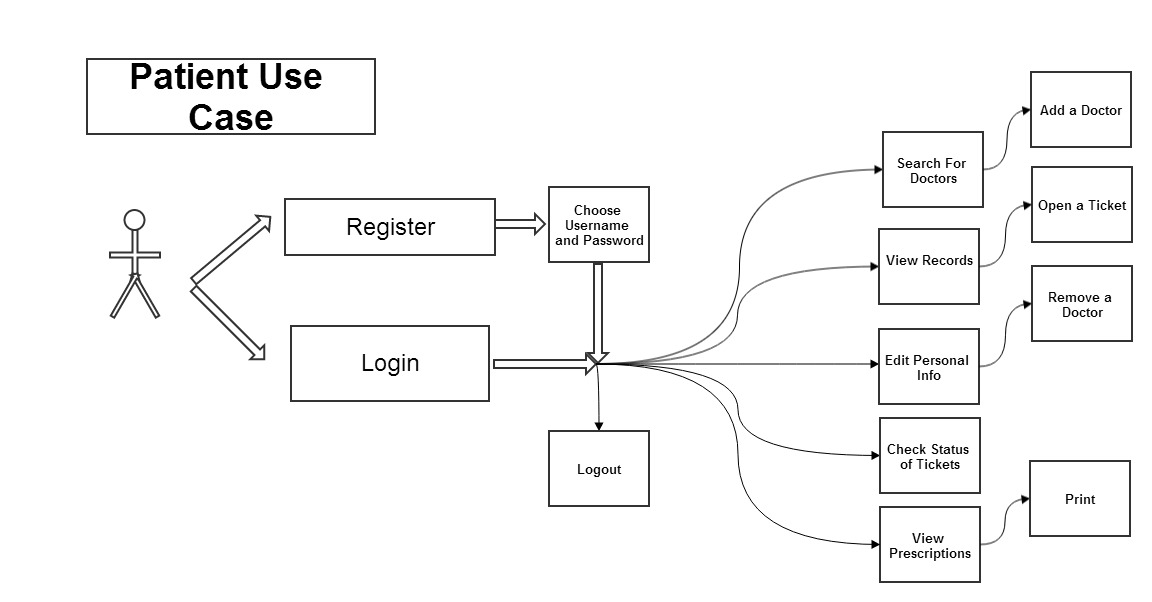 Patient Use
Case
Register
Login
Choose
Username
and Password
Logout
Search For
Doctors
View Records
Edit Personal
Info
Check Status
of Tickets
View
Prescriptions
Add a Doctor
Open a Ticket
Remove a
Doctor
Print